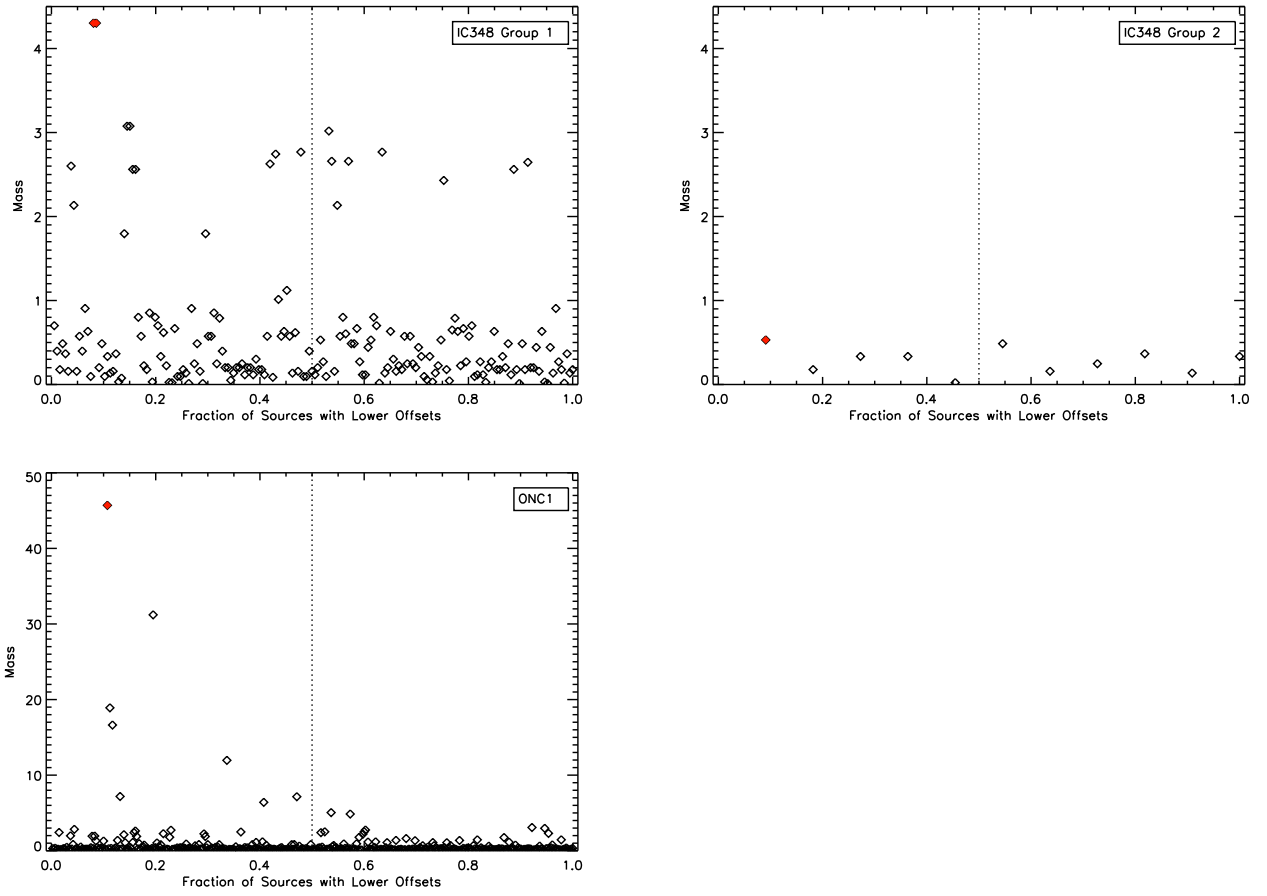 IC348 Group 1
4
3
2
1
0
Mass
0.0 0.2 0.4 0.6 0.8 1.0
Fraction of Sources with Lower Offsets
IC348 Group 2
4
3
2
1
0
Mass
0.0 0.2 0.4 0.6 0.8 1.0
Fraction of Sources with Lower Offsets
ONC1
50
40
30
20
10
0
Mass
0.0 0.2 0.4 0.6 0.8 1.0
Fraction of Sources with Lower Offsets